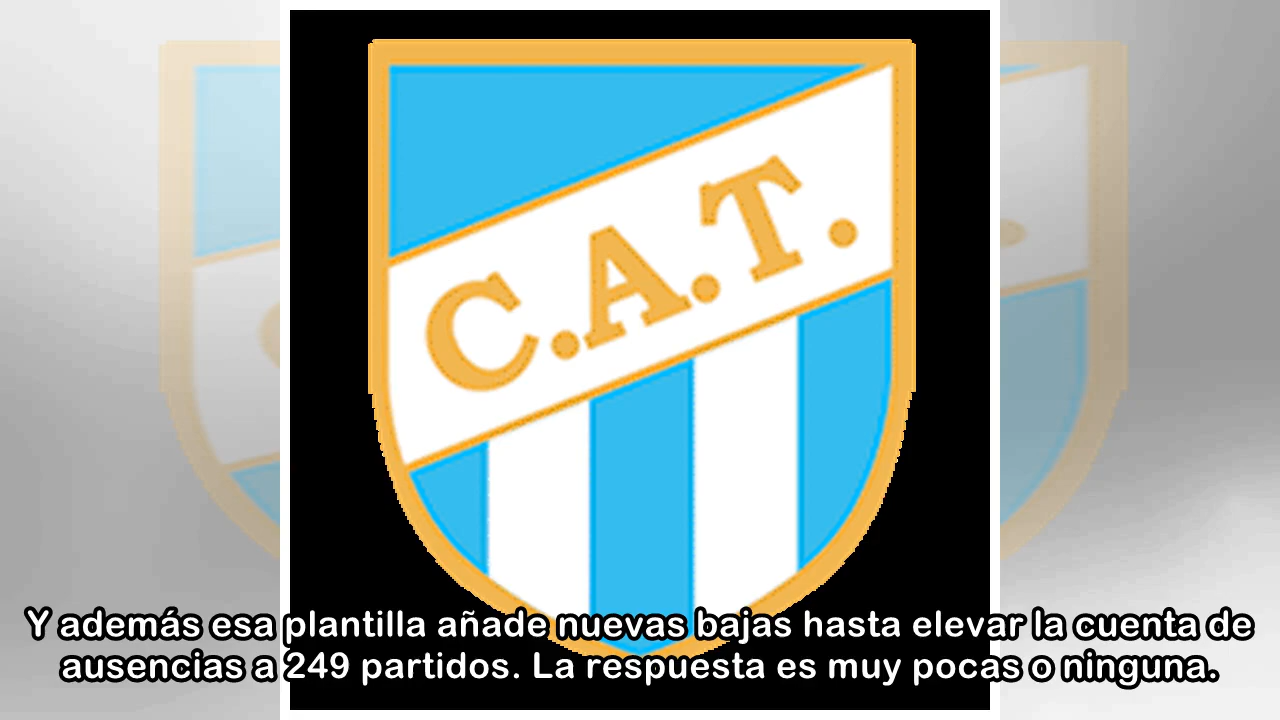 C.A.T.
Y además esa plantilla añade nuevas bajas hasta elevar la cuenta de
ausencias a 249 partidos. La respuesta es muy pocas o ninguna.